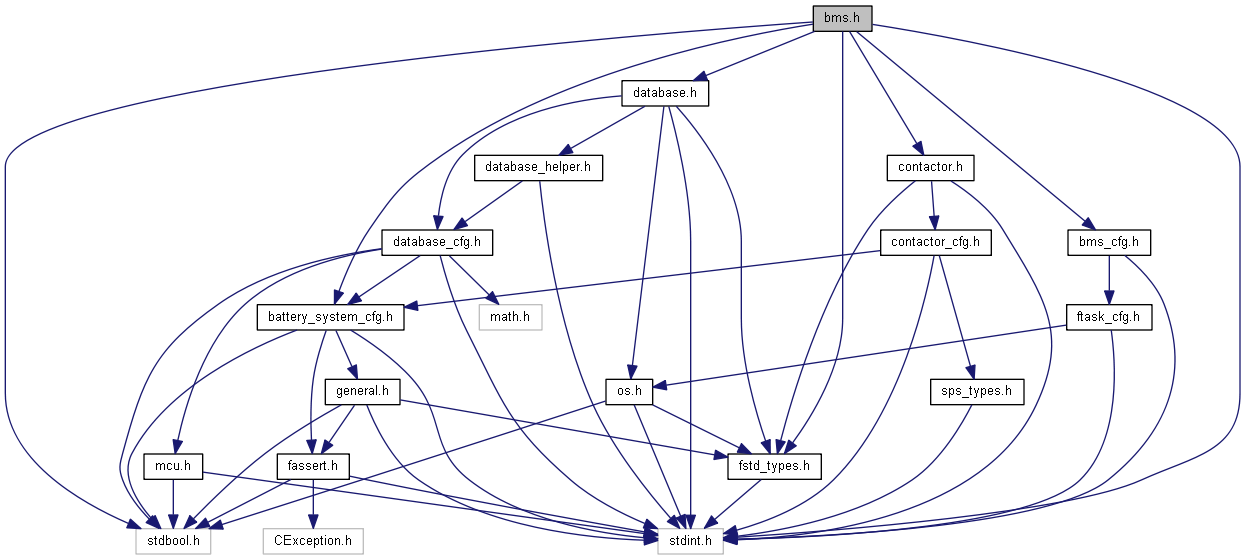 bms.h
database.h
database_helper.h
contactor.h
database_cfg.h
contactor_cfg.h
bms_cfg.h
battery_system_cfg.h
math.h
ftask_cfg.h
general.h
os.h
sps_types.h
mcu.h
fassert.h
fstd_types.h
stdbool.h
CException.h
stdint.h